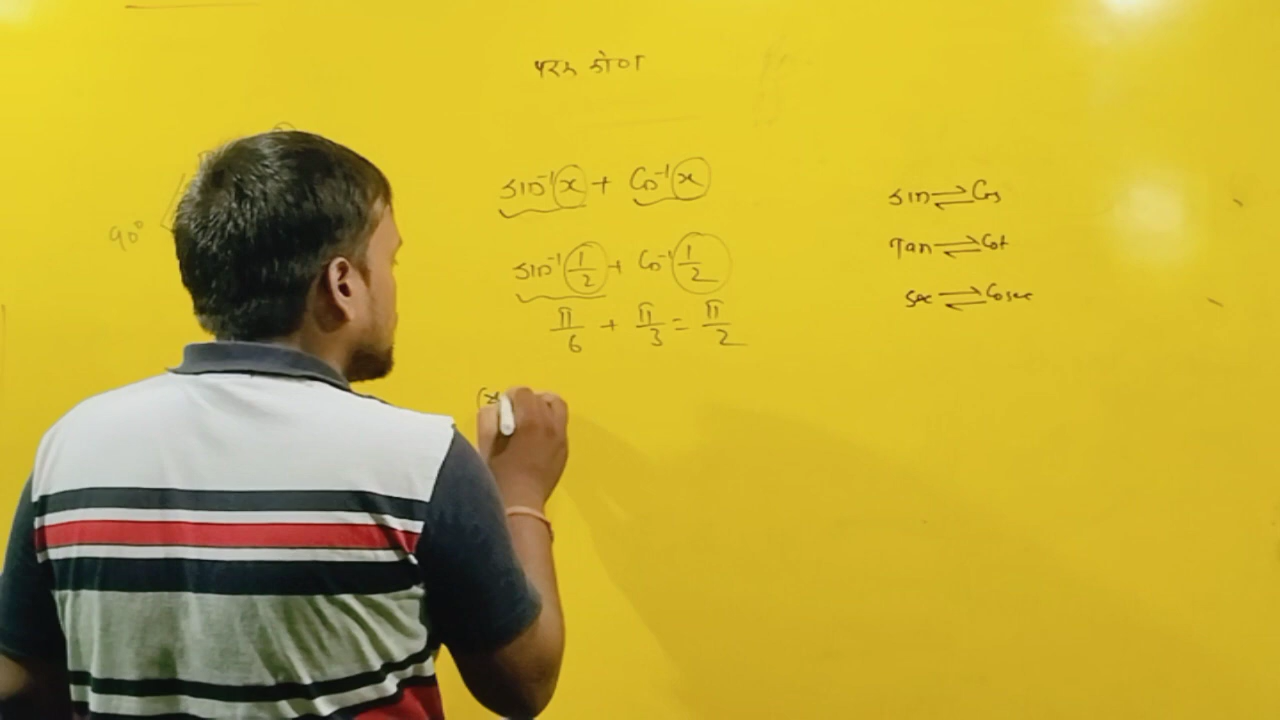 परक कोण
90°
sin⁻¹(x) + Cos⁻¹(x)
sin⁻¹(1/2) + Cos⁻¹(1/2)
π/6 + π/3 = π/2
(x
sin ⇌ Cos
Tan ⇌ Cot
sec ⇌ Cosec